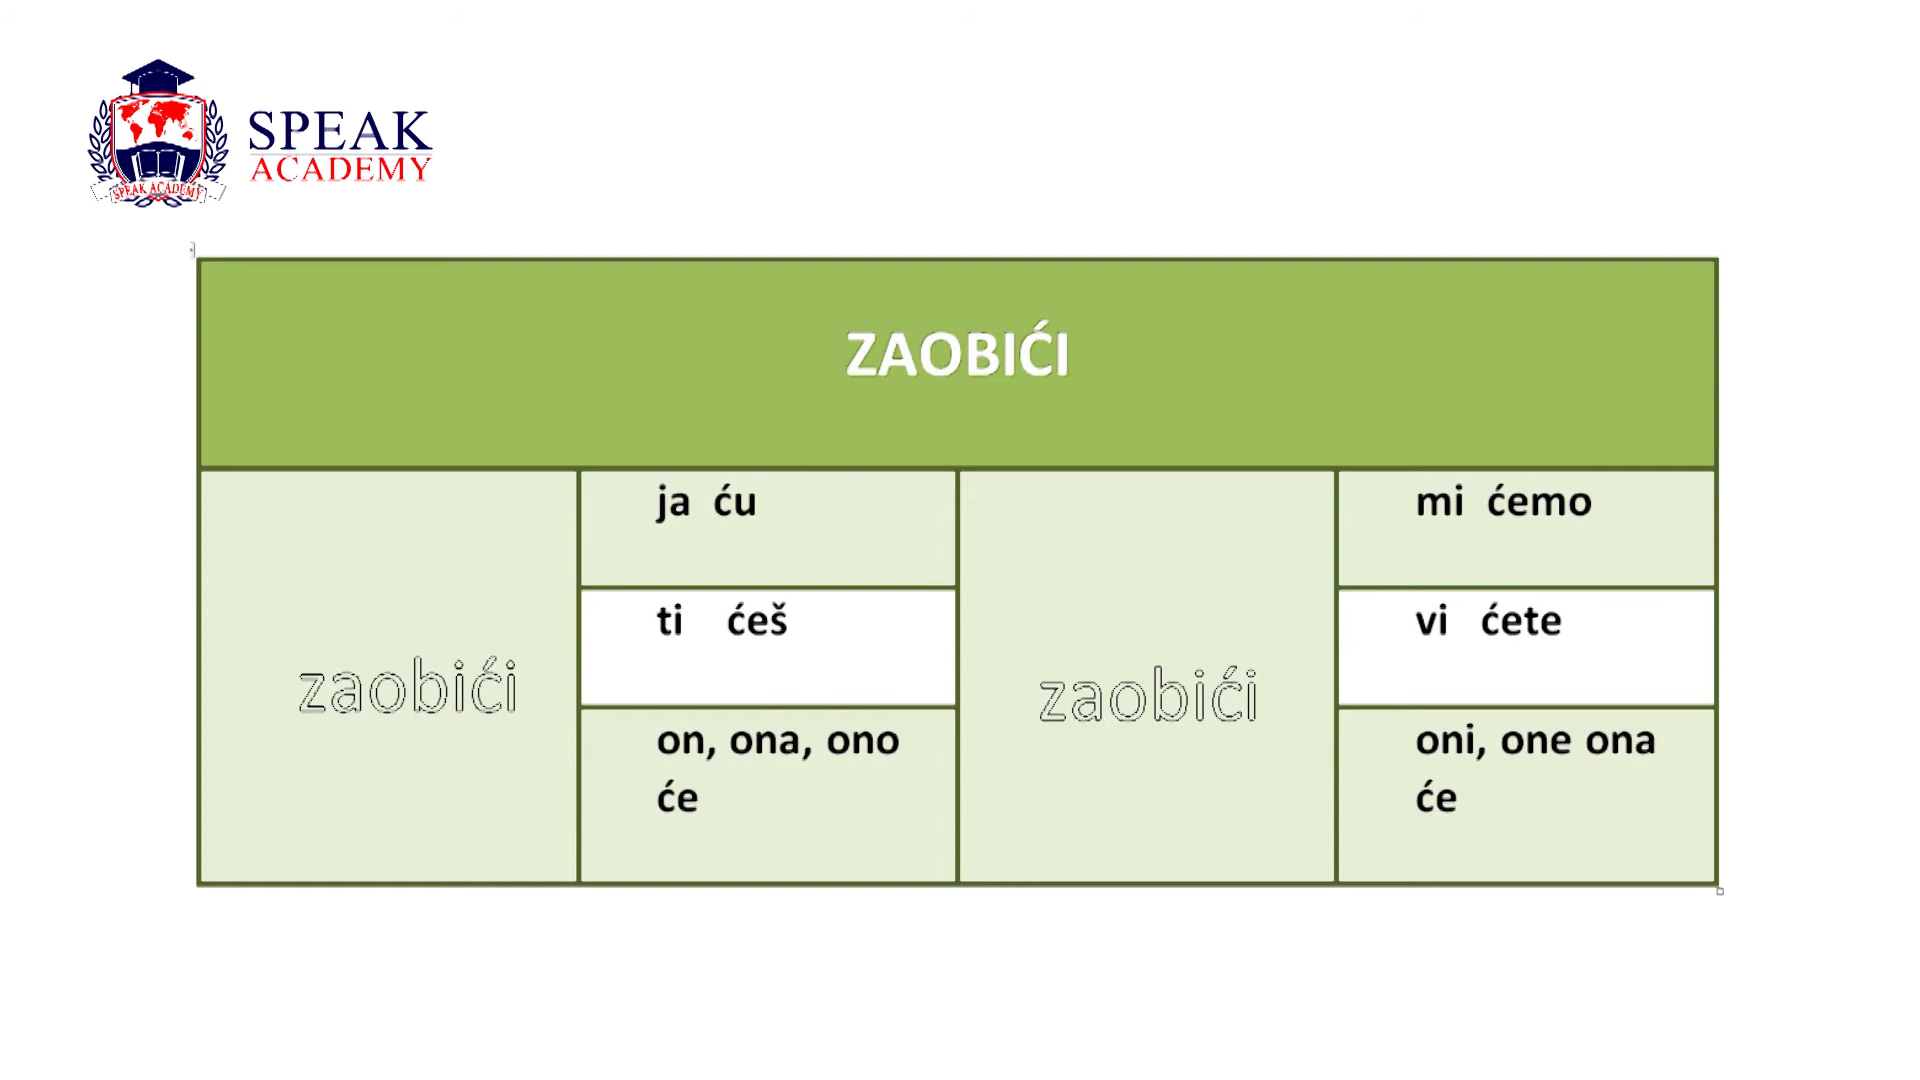 SPEAK
ACADEMY
SPEAK ACADEMY
ZAOBIĆI
zaobići
ja ću
ti ćeš
on, ona, ono
će
zaobići
mi ćemo
vi ćete
oni, one ona
će